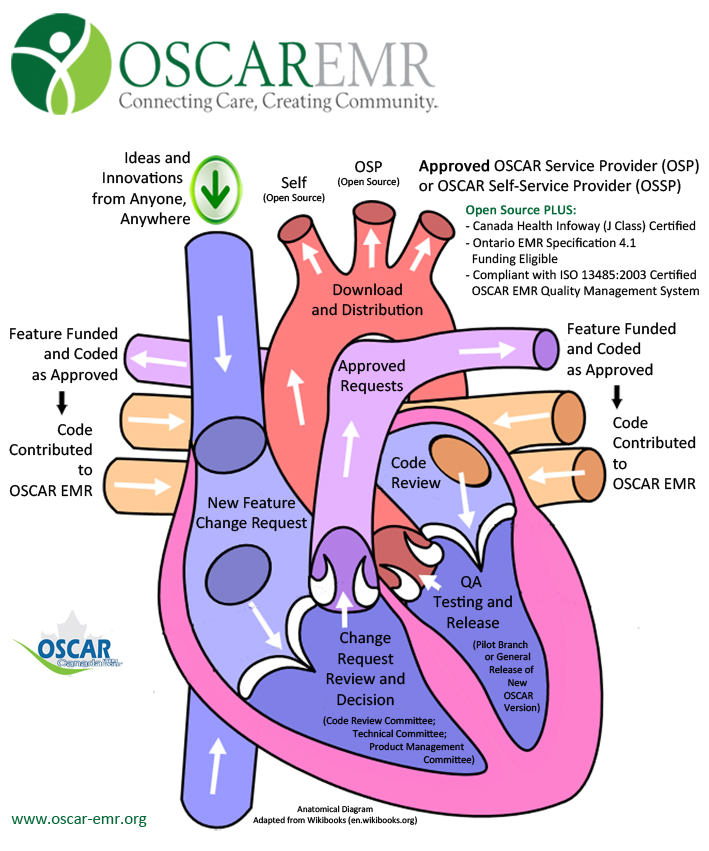 OSCAREMR
Connecting Care, Creating Community.
Ideas and
Innovations
from Anyone,
Anywhere
Self
(Open Source)
OSP
(Open Source)
Approved OSCAR Service Provider (OSP)
or OSCAR Self-Service Provider (OSSP)
Open Source PLUS:
- Canada Health Infoway (J Class) Certified
- Ontario EMR Specification 4.1
Funding Eligible
- Compliant with ISO 13485:2003 Certified
OSCAR EMR Quality Management System
Download
and Distribution
Feature Funded
and Coded
as Approved
Code
Contributed
to
OSCAR EMR
Approved
Requests
Feature Funded
and Coded
as Approved
Code
Contributed
to
OSCAR EMR
Code
Review
New Feature
Change Request
QA
Testing and
Release
(Pilot Branch
or General
Release of
New
OSCAR
Version)
Change
Request
Review and
Decision
(Code Review Committee;
Technical Committee;
Product Management
Committee)
OSCAR
Canada
Anatomical Diagram
Adapted from Wikibooks (en.wikibooks.org)
www.oscar-emr.org